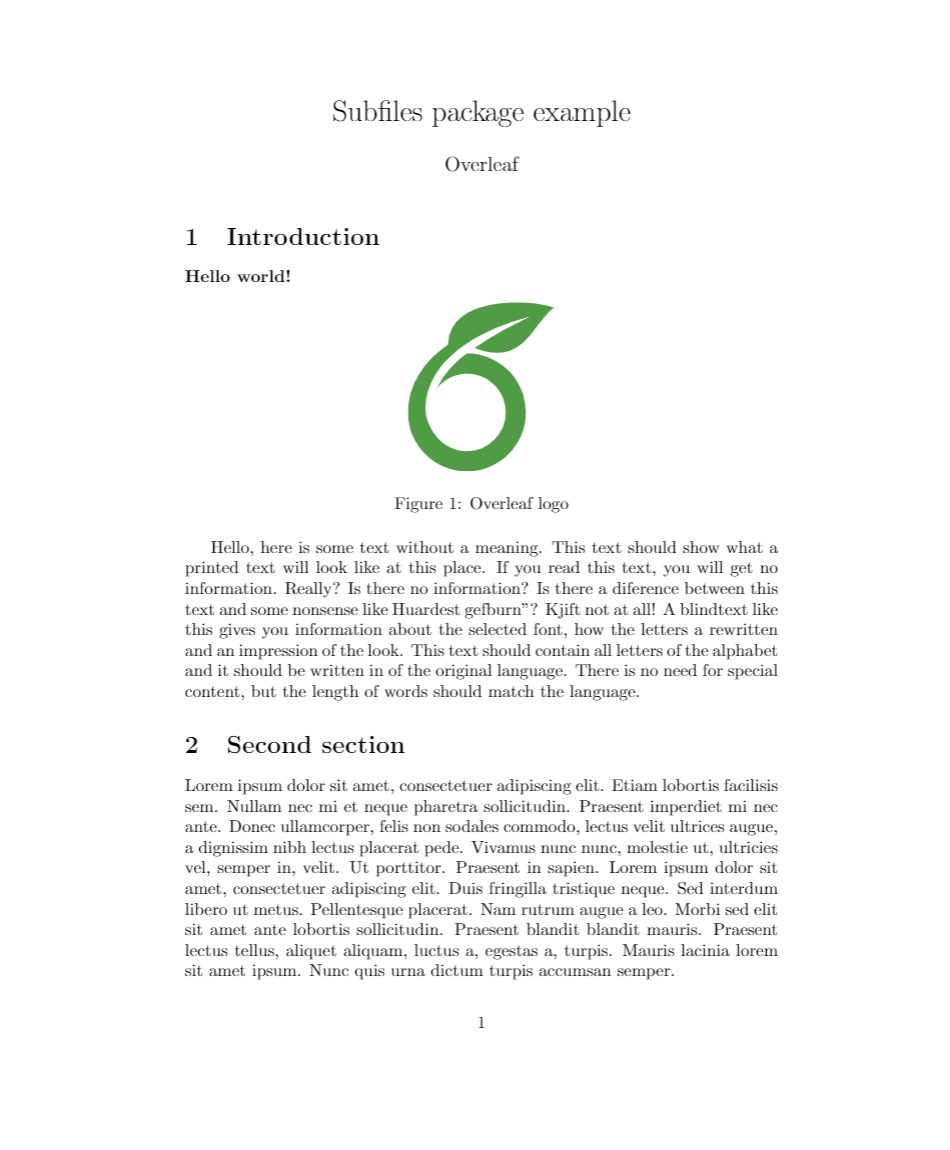 Subfiles package example
Overleaf
1 Introduction
Hello world!
Figure 1: Overleaf logo
Hello, here is some text without a meaning. This text should show what a
printed text will look like at this place. If you read this text, you will get no
information. Really? Is there no information? Is there a diference between this
text and some nonsense like Huardest gefburn”? Kjift not at all! A blindtext like
this gives you information about the selected font, how the letters a rewritten
and an impression of the look. This text should contain all letters of the alphabet
and it should be written in of the original language. There is no need for special
content, but the length of words should match the language.
2 Second section
Lorem ipsum dolor sit amet, consectetuer adipiscing elit. Etiam lobortis facilisis
sem. Nullam nec mi et neque pharetra sollicitudin. Praesent imperdiet mi nec
ante. Donec ullamcorper, felis non sodales commodo, lectus velit ultrices augue,
a dignissim nibh lectus placerat pede. Vivamus nunc nunc, molestie ut, ultricies
vel, semper in, velit. Ut porttitor. Praesent in sapien. Lorem ipsum dolor sit
amet, consectetuer adipiscing elit. Duis fringilla tristique neque. Sed interdum
libero ut metus. Pellentesque placerat. Nam rutrum augue a leo. Morbi sed elit
sit amet ante lobortis sollicitudin. Praesent blandit blandit mauris. Praesent
lectus tellus, aliquet aliquam, luctus a, egestas a, turpis. Mauris lacinia lorem
sit amet ipsum. Nunc quis urna dictum turpis accumsan semper.
1